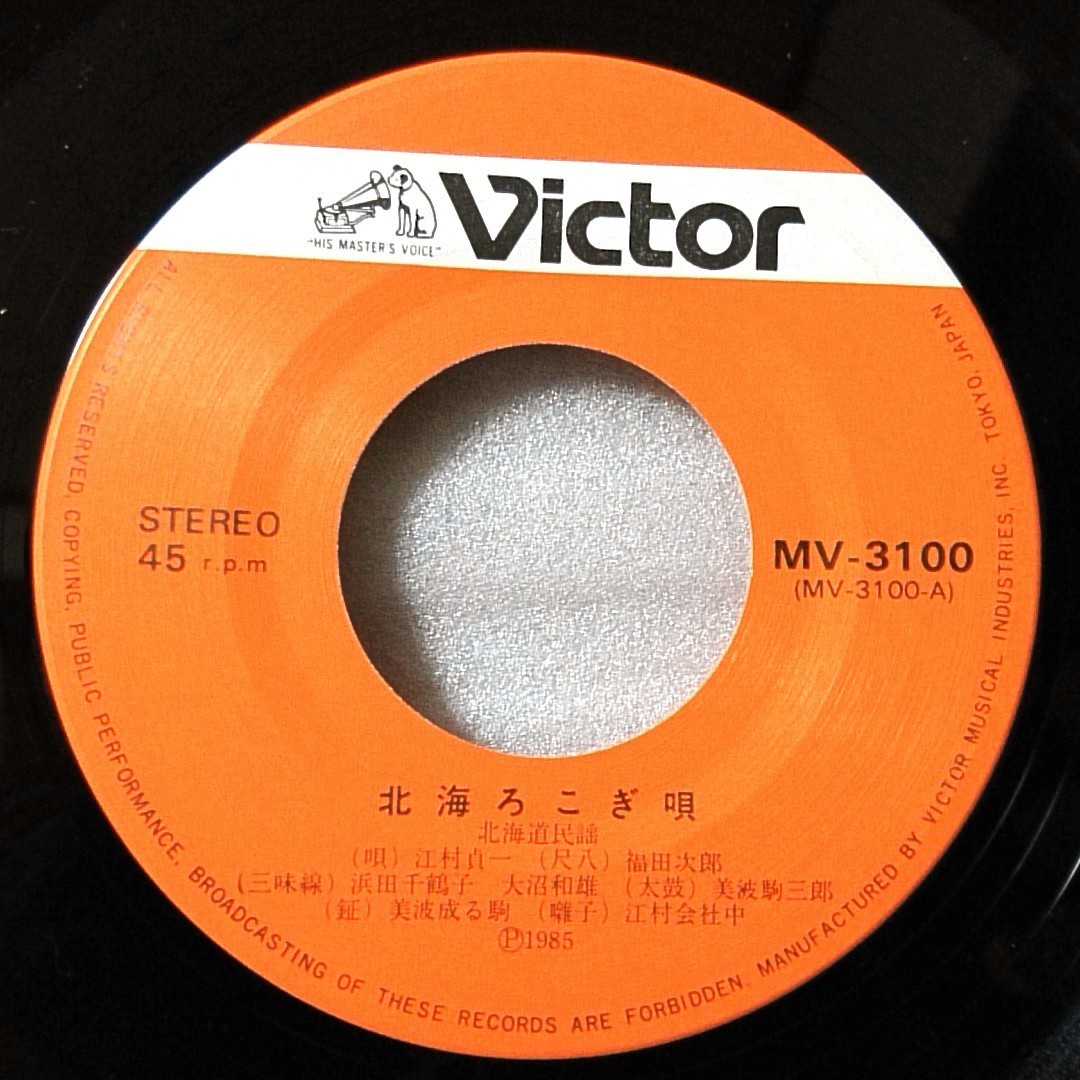 "HIS MASTER'S VOICE"
Victor
STEREO
45 r.p.m
MV-3100
(MV-3100-A)
北海ろこぎ唄
北海道民謡
(唄) 江村貞一 (尺八) 福田次郎
(三味線) 浜田千鶴子 大沼和雄 (太鼓) 美波駒三郎
(鉦) 美波成る駒 (囃子) 江村会社中
Ⓟ1985
ALL RIGHTS RESERVED, COPYING, PUBLIC PERFORMANCE, BROADCASTING OF THESE RECORDS ARE FORBIDDEN. MANUFACTURED BY VICTOR MUSICAL INDUSTRIES, INC. TOKYO, JAPAN